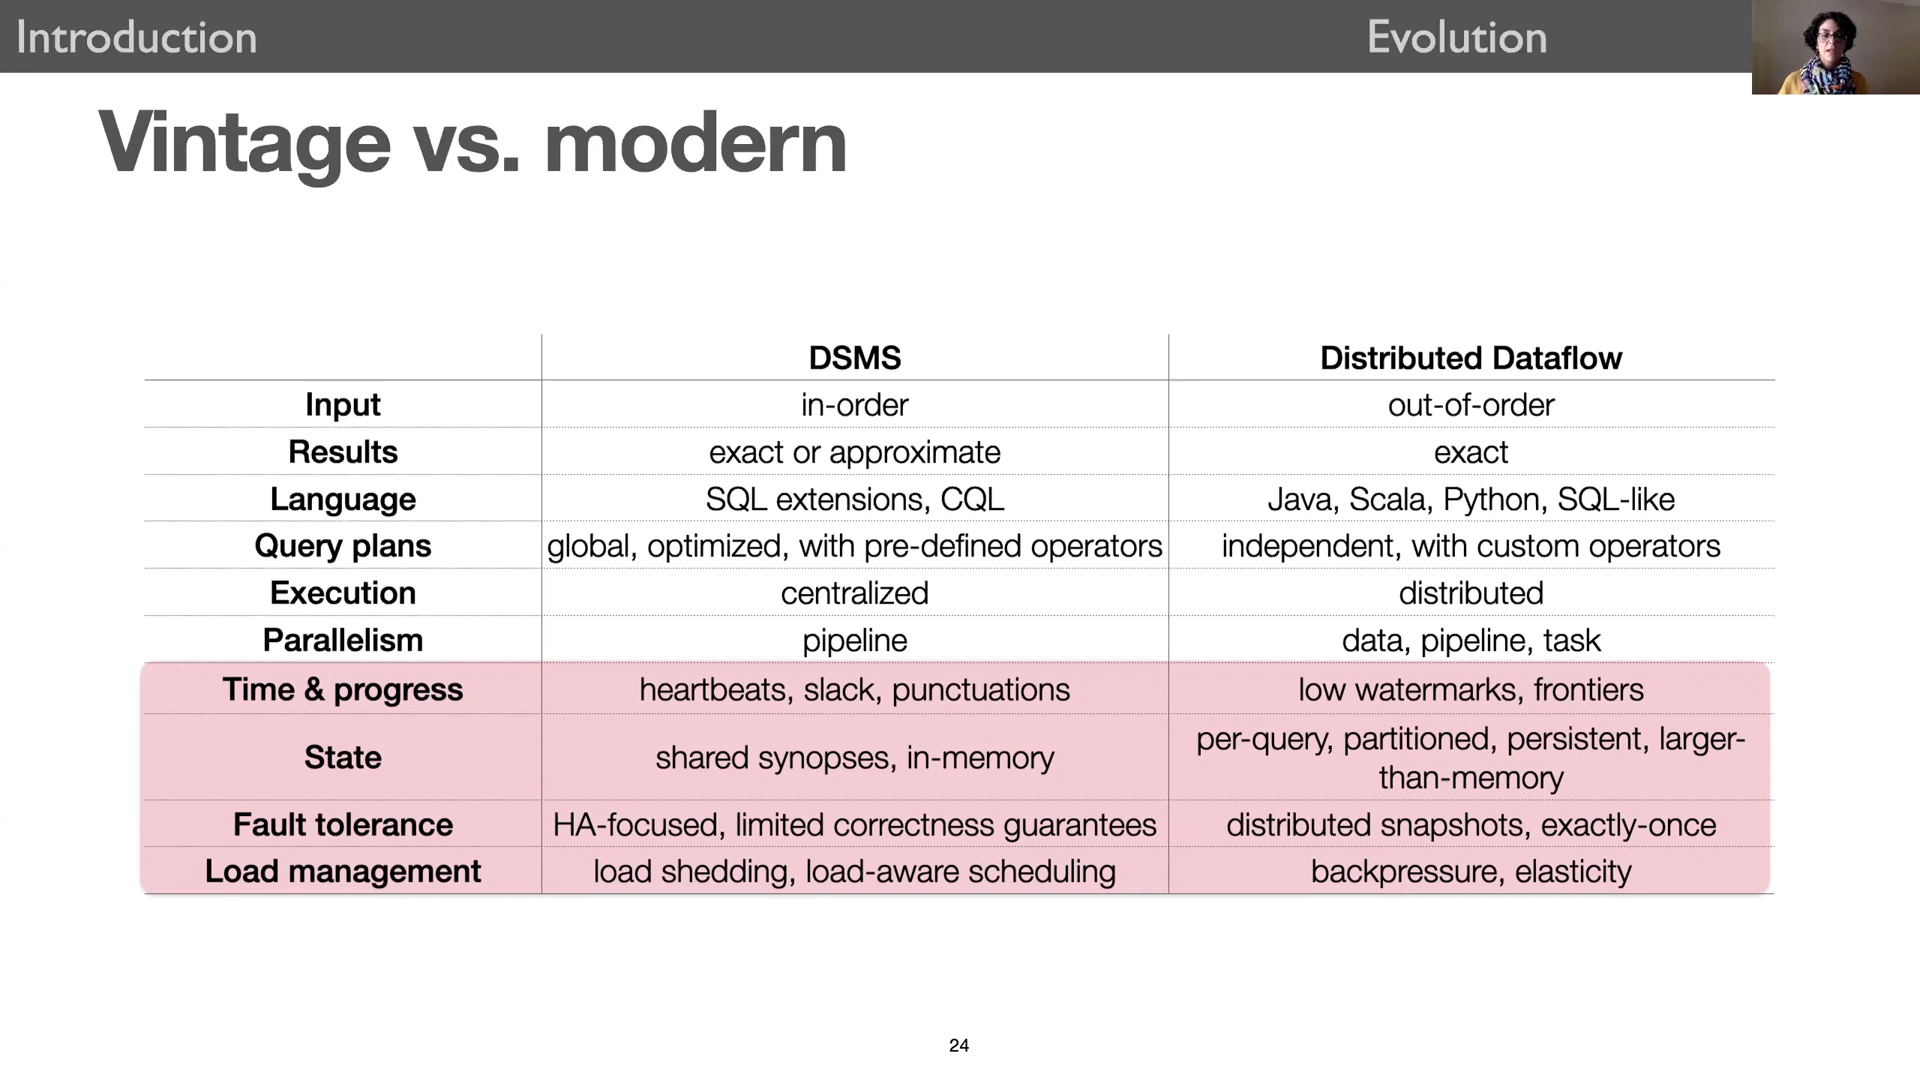 Introduction
Evolution
Vintage vs. modern
DSMS
Distributed Dataflow
Input
in-order
out-of-order
Results
exact or approximate
exact
Language
SQL extensions, CQL
Java, Scala, Python, SQL-like
Query plans
global, optimized, with pre-defined operators
independent, with custom operators
Execution
centralized
distributed
Parallelism
pipeline
data, pipeline, task
Time & progress
heartbeats, slack, punctuations
low watermarks, frontiers
State
shared synopses, in-memory
per-query, partitioned, persistent, larger-
than-memory
Fault tolerance
HA-focused, limited correctness guarantees
distributed snapshots, exactly-once
Load management
load shedding, load-aware scheduling
backpressure, elasticity
24